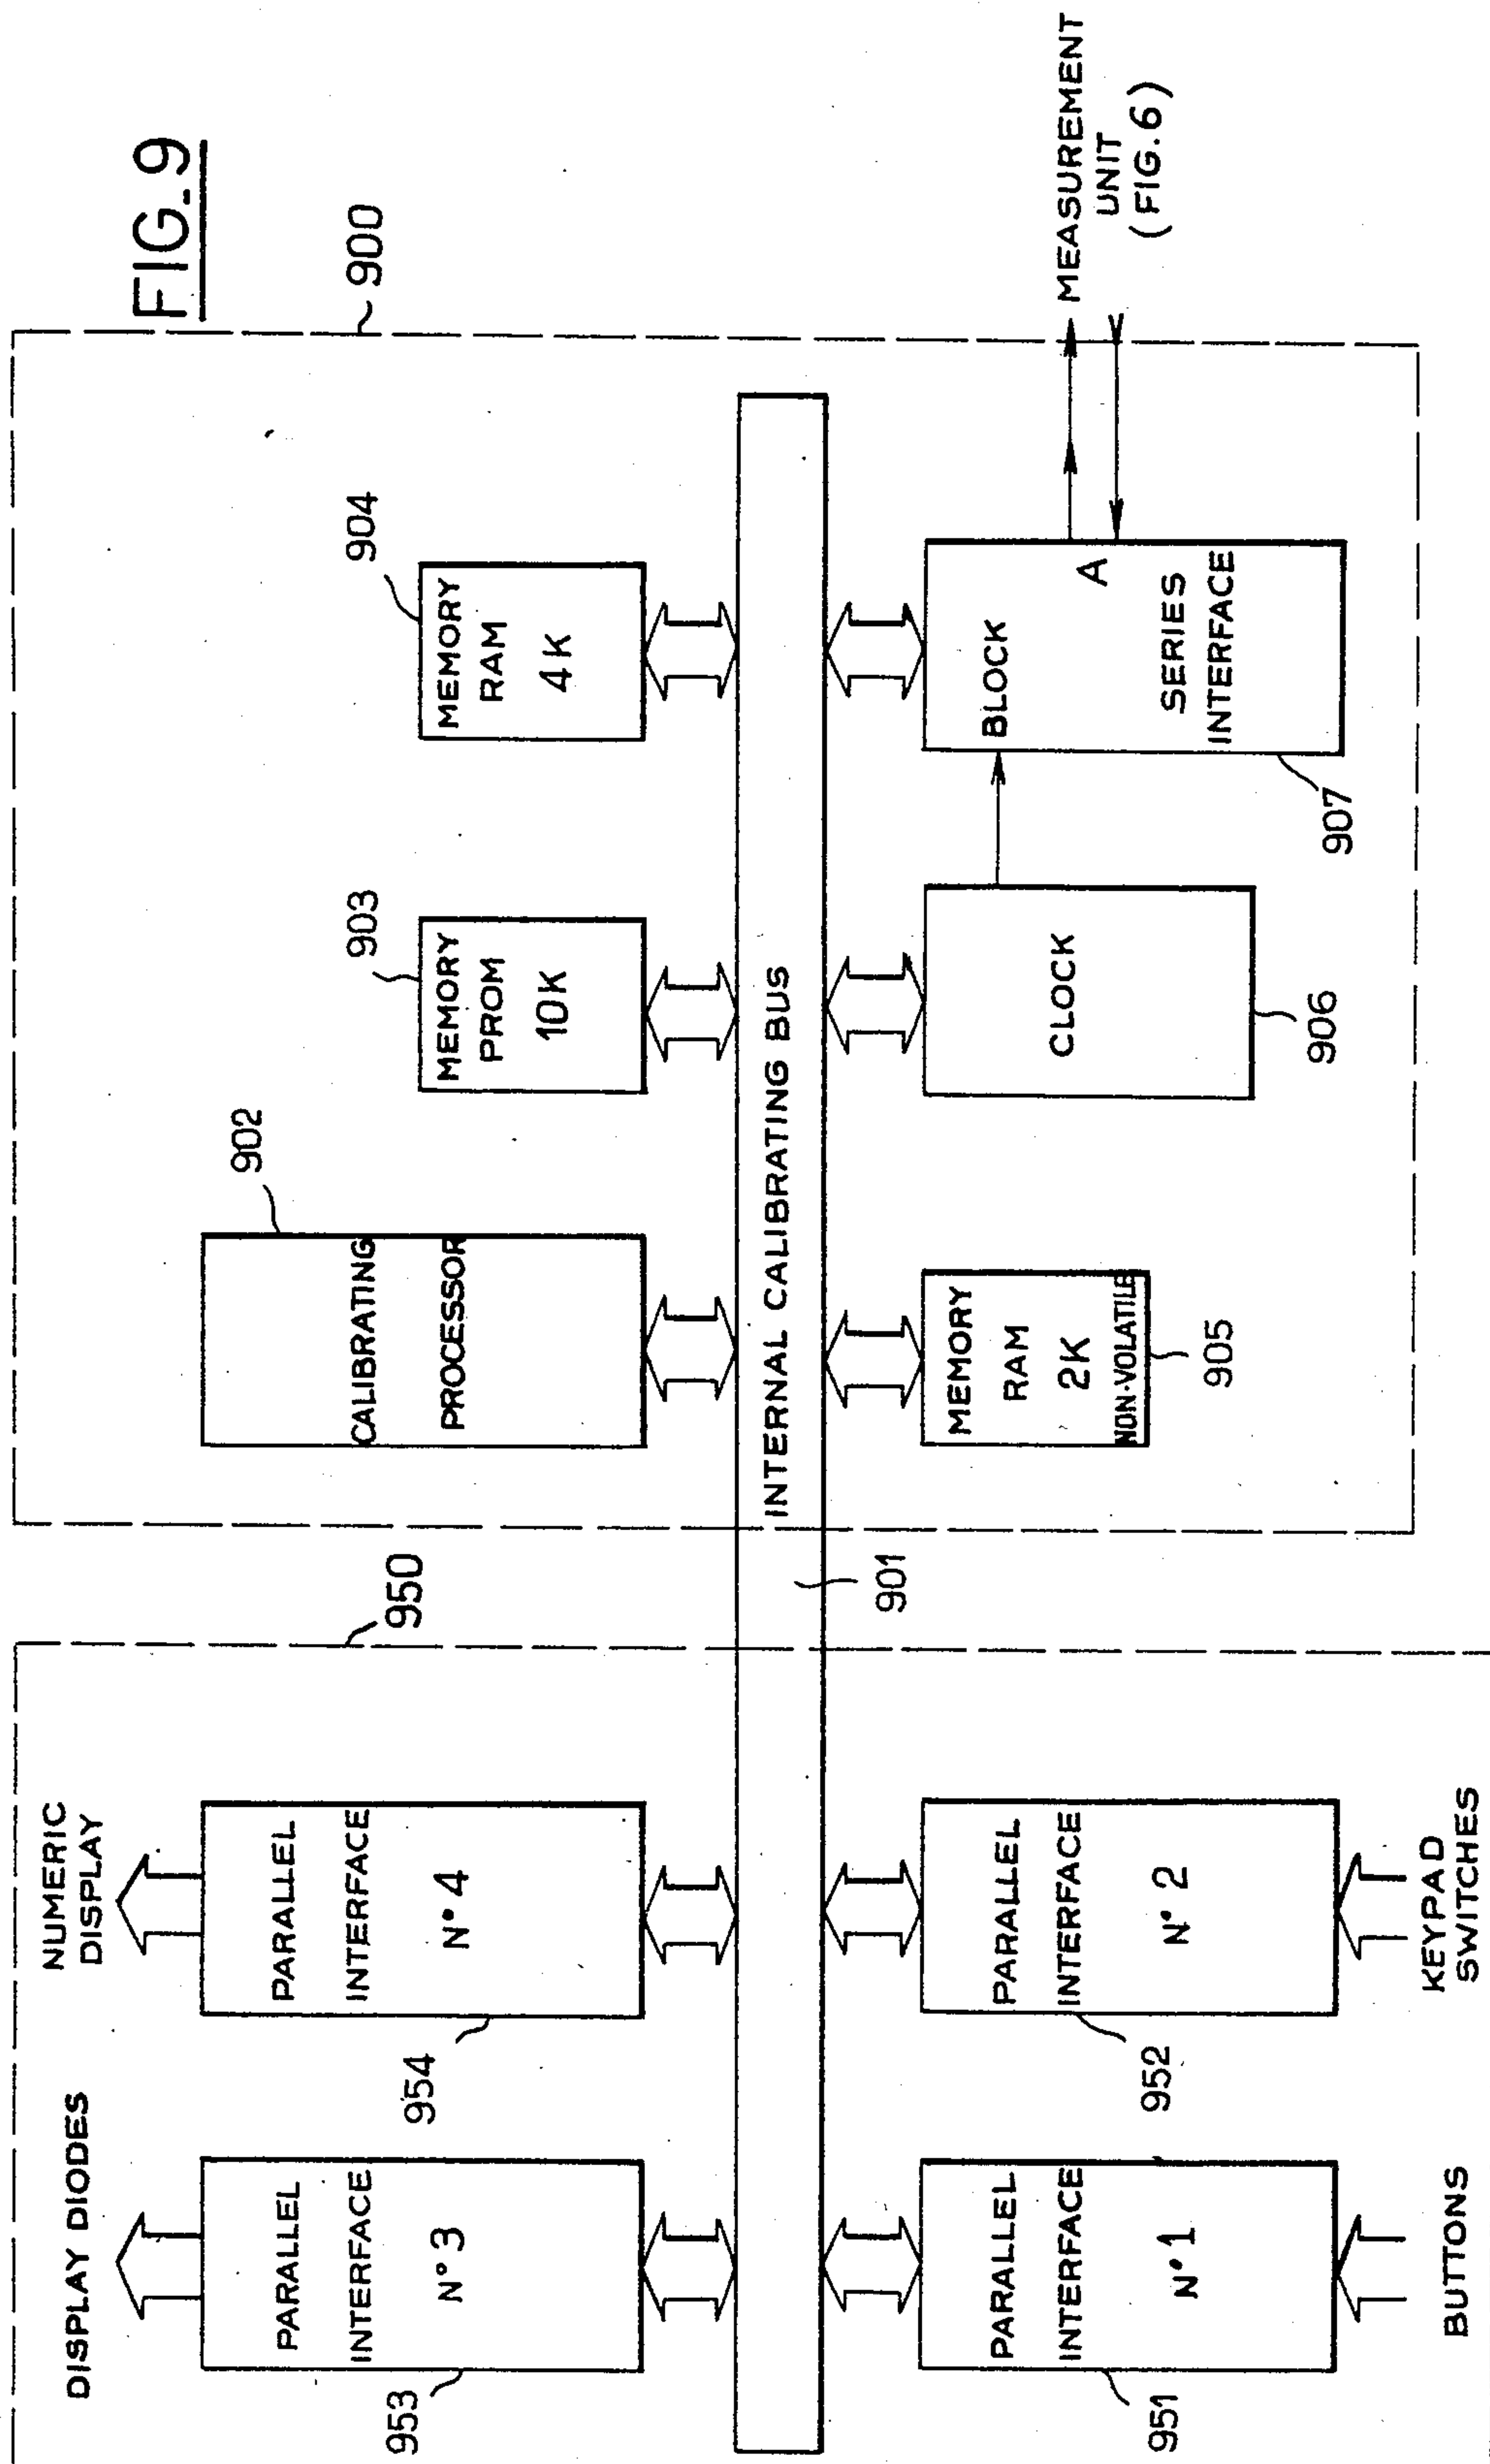 FIG_9
DISPLAY DIODES
NUMERIC
DISPLAY
950
900
953
PARALLEL
INTERFACE
N° 3
954
PARALLEL
INTERFACE
N° 4
902
CALIBRATING
PROCESSOR
903
MEMORY
PROM
10K
904
MEMORY
RAM
4K
INTERNAL CALIBRATING BUS
901
PARALLEL
INTERFACE
N° 1
951
BUTTONS
PARALLEL
INTERFACE
N° 2
952
KEYPAD
SWITCHES
MEMORY
RAM
2K
NON-VOLATILE
905
CLOCK
906
BLOCK
A
SERIES
INTERFACE
907
MEASUREMENT
UNIT
(FIG.6)